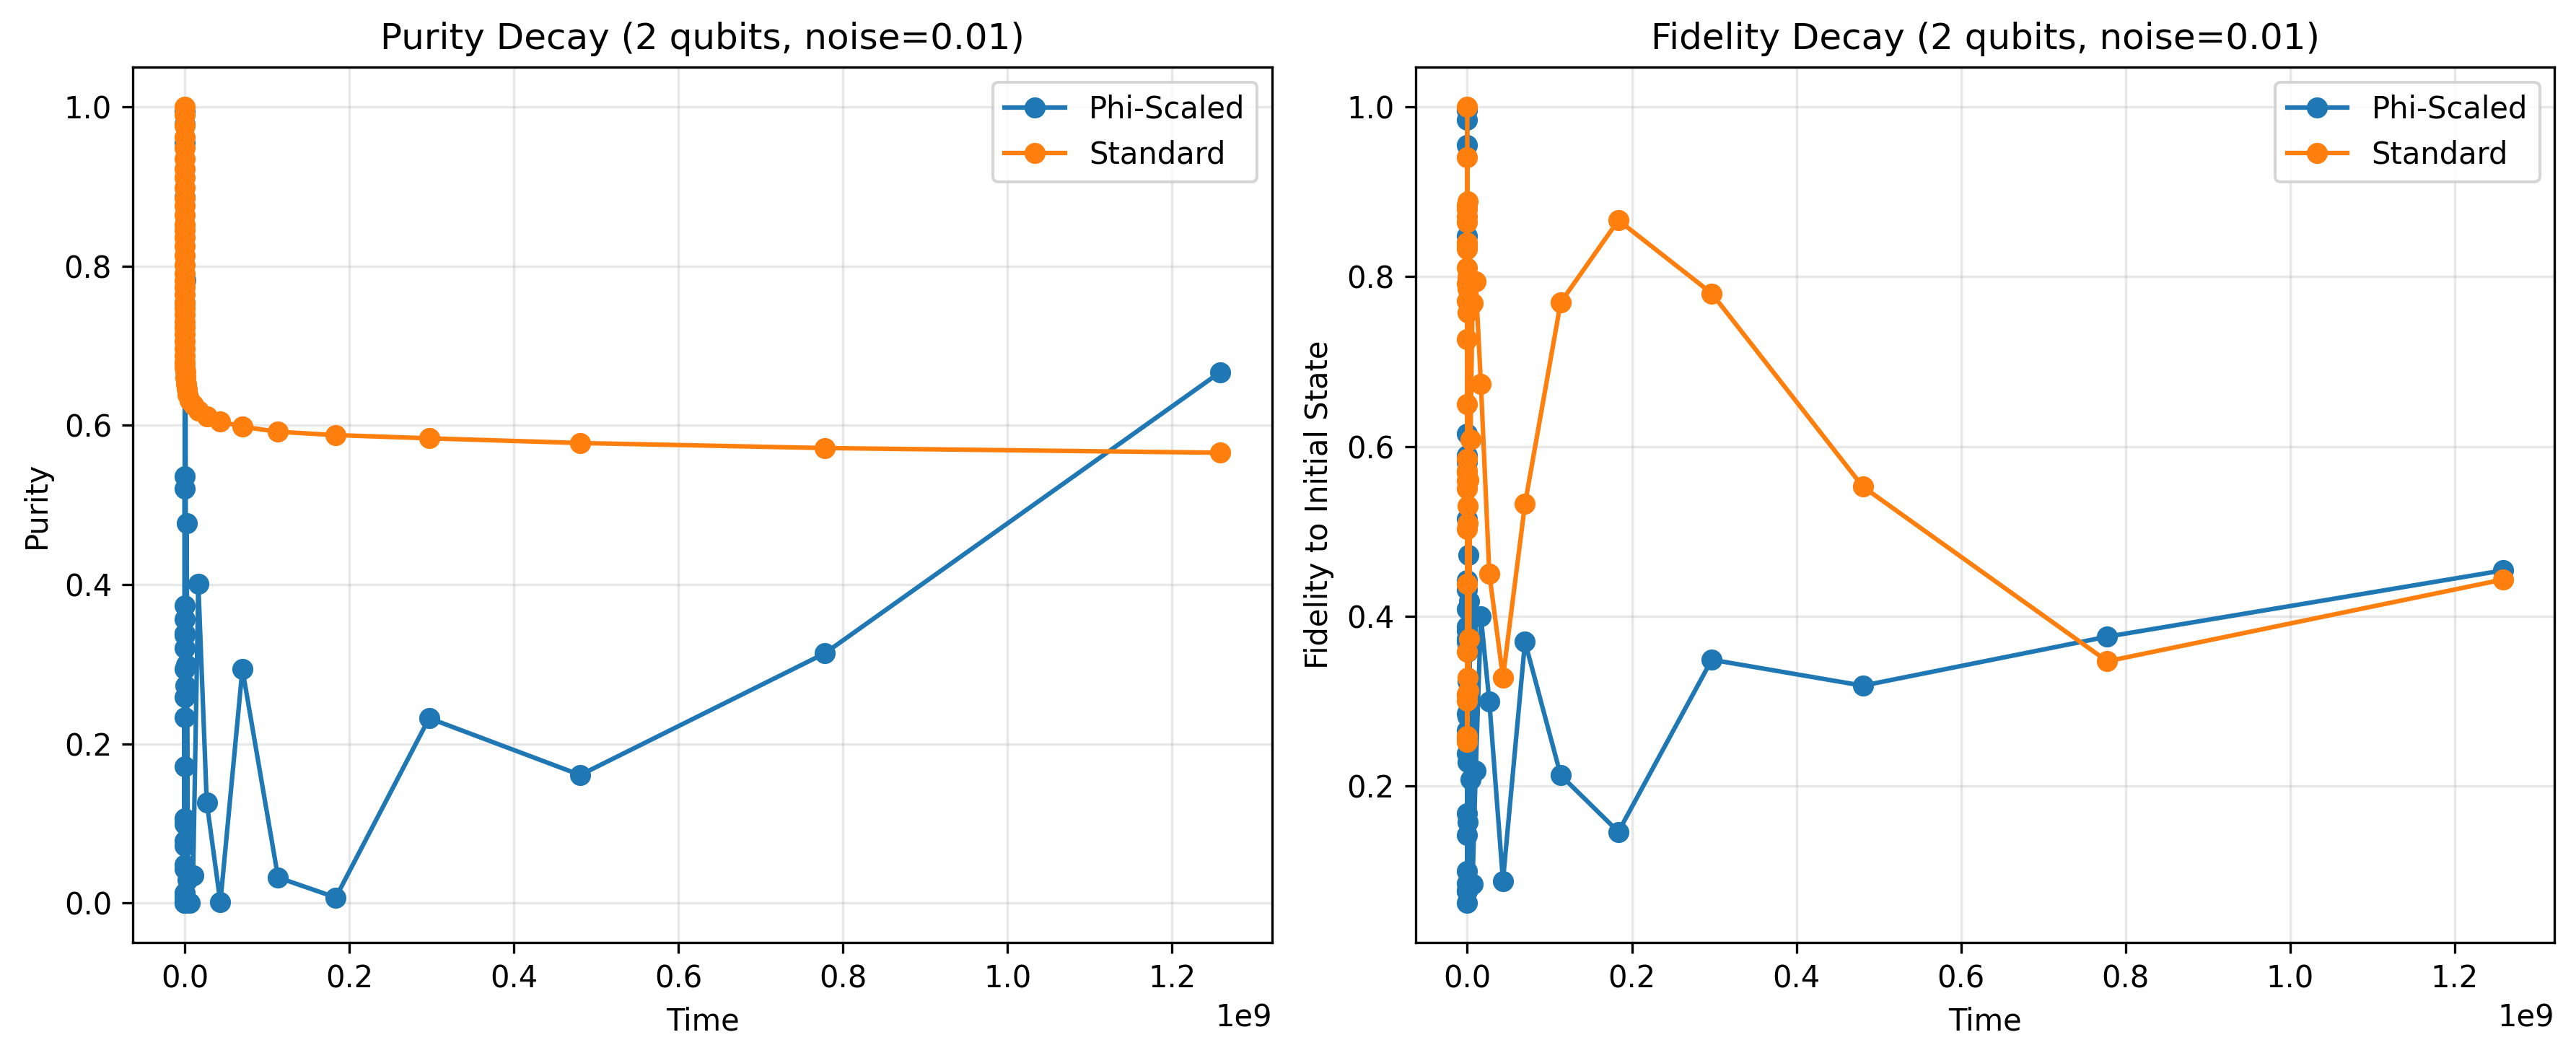 Purity Decay (2 qubits, noise=0.01)
Phi-Scaled
Standard
Purity
1.0
0.8
0.6
0.4
0.2
0.0
0.0 0.2 0.4 0.6 0.8 1.0 1.2
1e9
Time
Fidelity Decay (2 qubits, noise=0.01)
Phi-Scaled
Standard
Fidelity to Initial State
1.0
0.8
0.6
0.4
0.2
0.0 0.2 0.4 0.6 0.8 1.0 1.2
1e9
Time